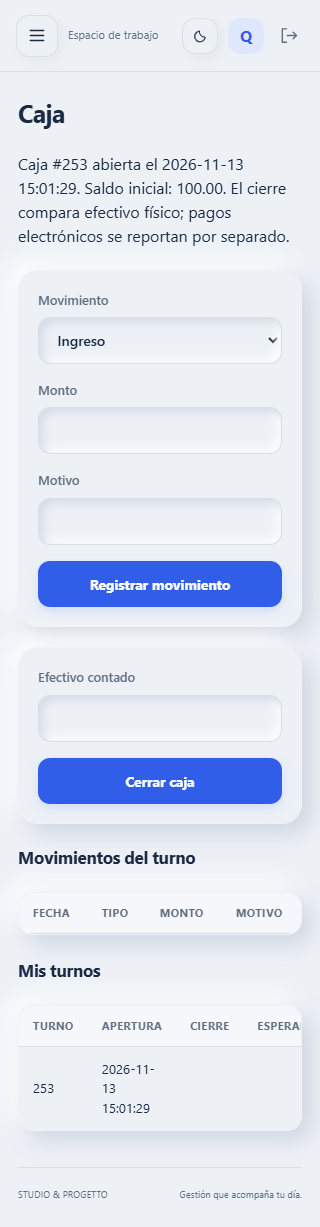 Espacio de trabajo
Q
Caja
Caja #253 abierta el 2026-11-13
15:01:29. Saldo inicial: 100.00. El cierre
compara efectivo físico; pagos
electrónicos se reportan por separado.
Movimiento
Ingreso
Monto
Motivo
Registrar movimiento
Efectivo contado
Cerrar caja
Movimientos del turno
FECHA TIPO MONTO MOTIVO
Mis turnos
TURNO APERTURA CIERRE ESPERA
2026-11-
253 13
15:01:29
STUDIO & PROGETTO Gestión que acompaña tu día.